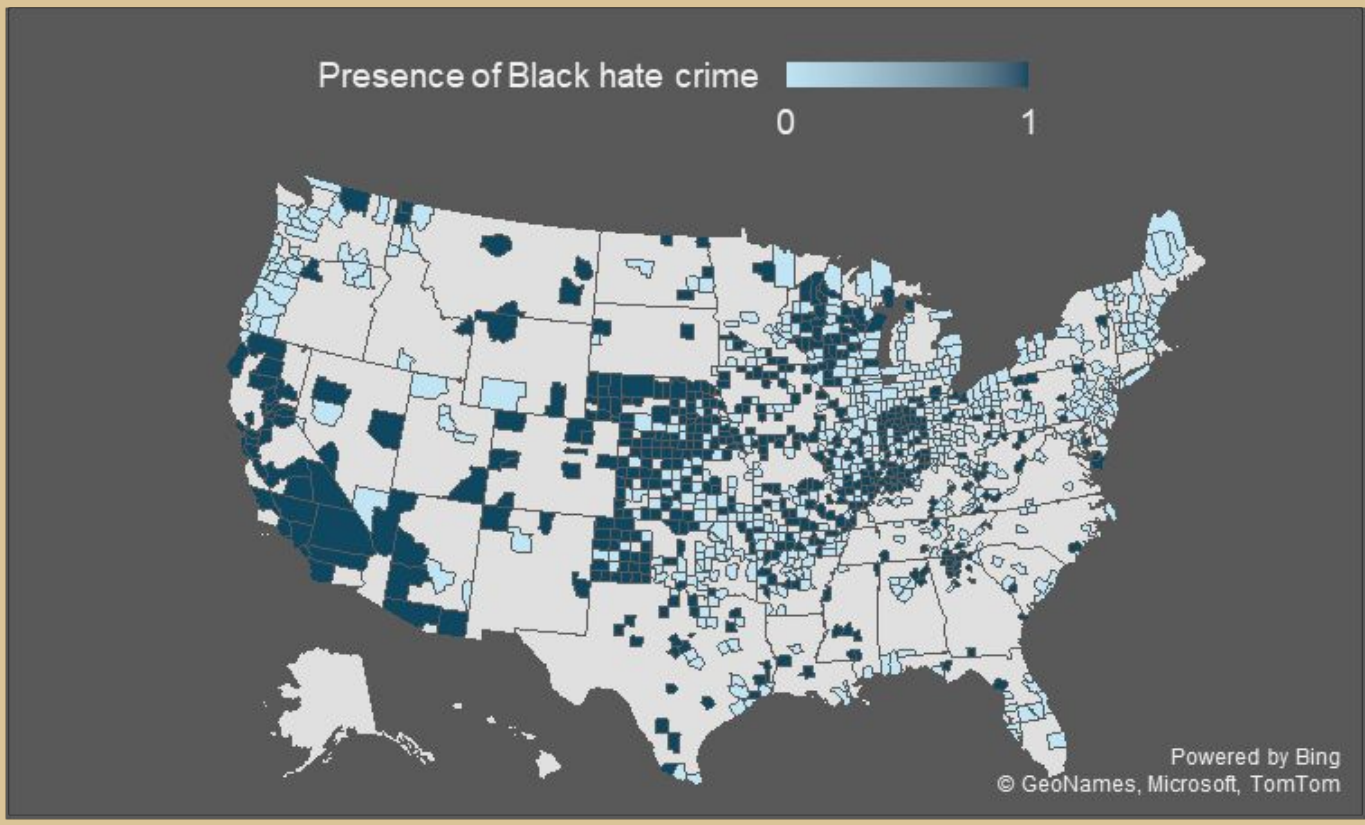 Presence of Black hate crime
0 1
Powered by Bing
© GeoNames, Microsoft, TomTom